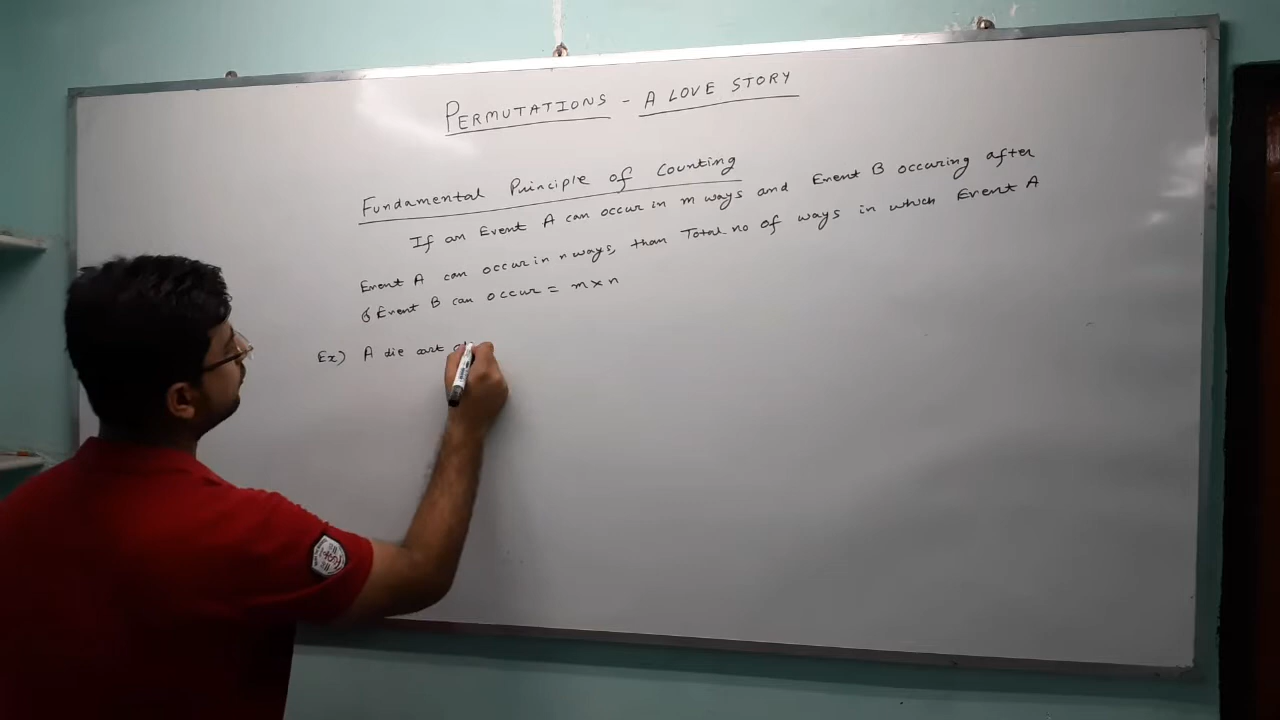 PERMUTATIONS - A LOVE STORY
Fundamental Principle of Counting
If an Event A can occur in m ways and Event B occuring after
Event A can occur in n ways, than Total no of ways in which Event A
& Event B can occur = m × n
Ex) A die